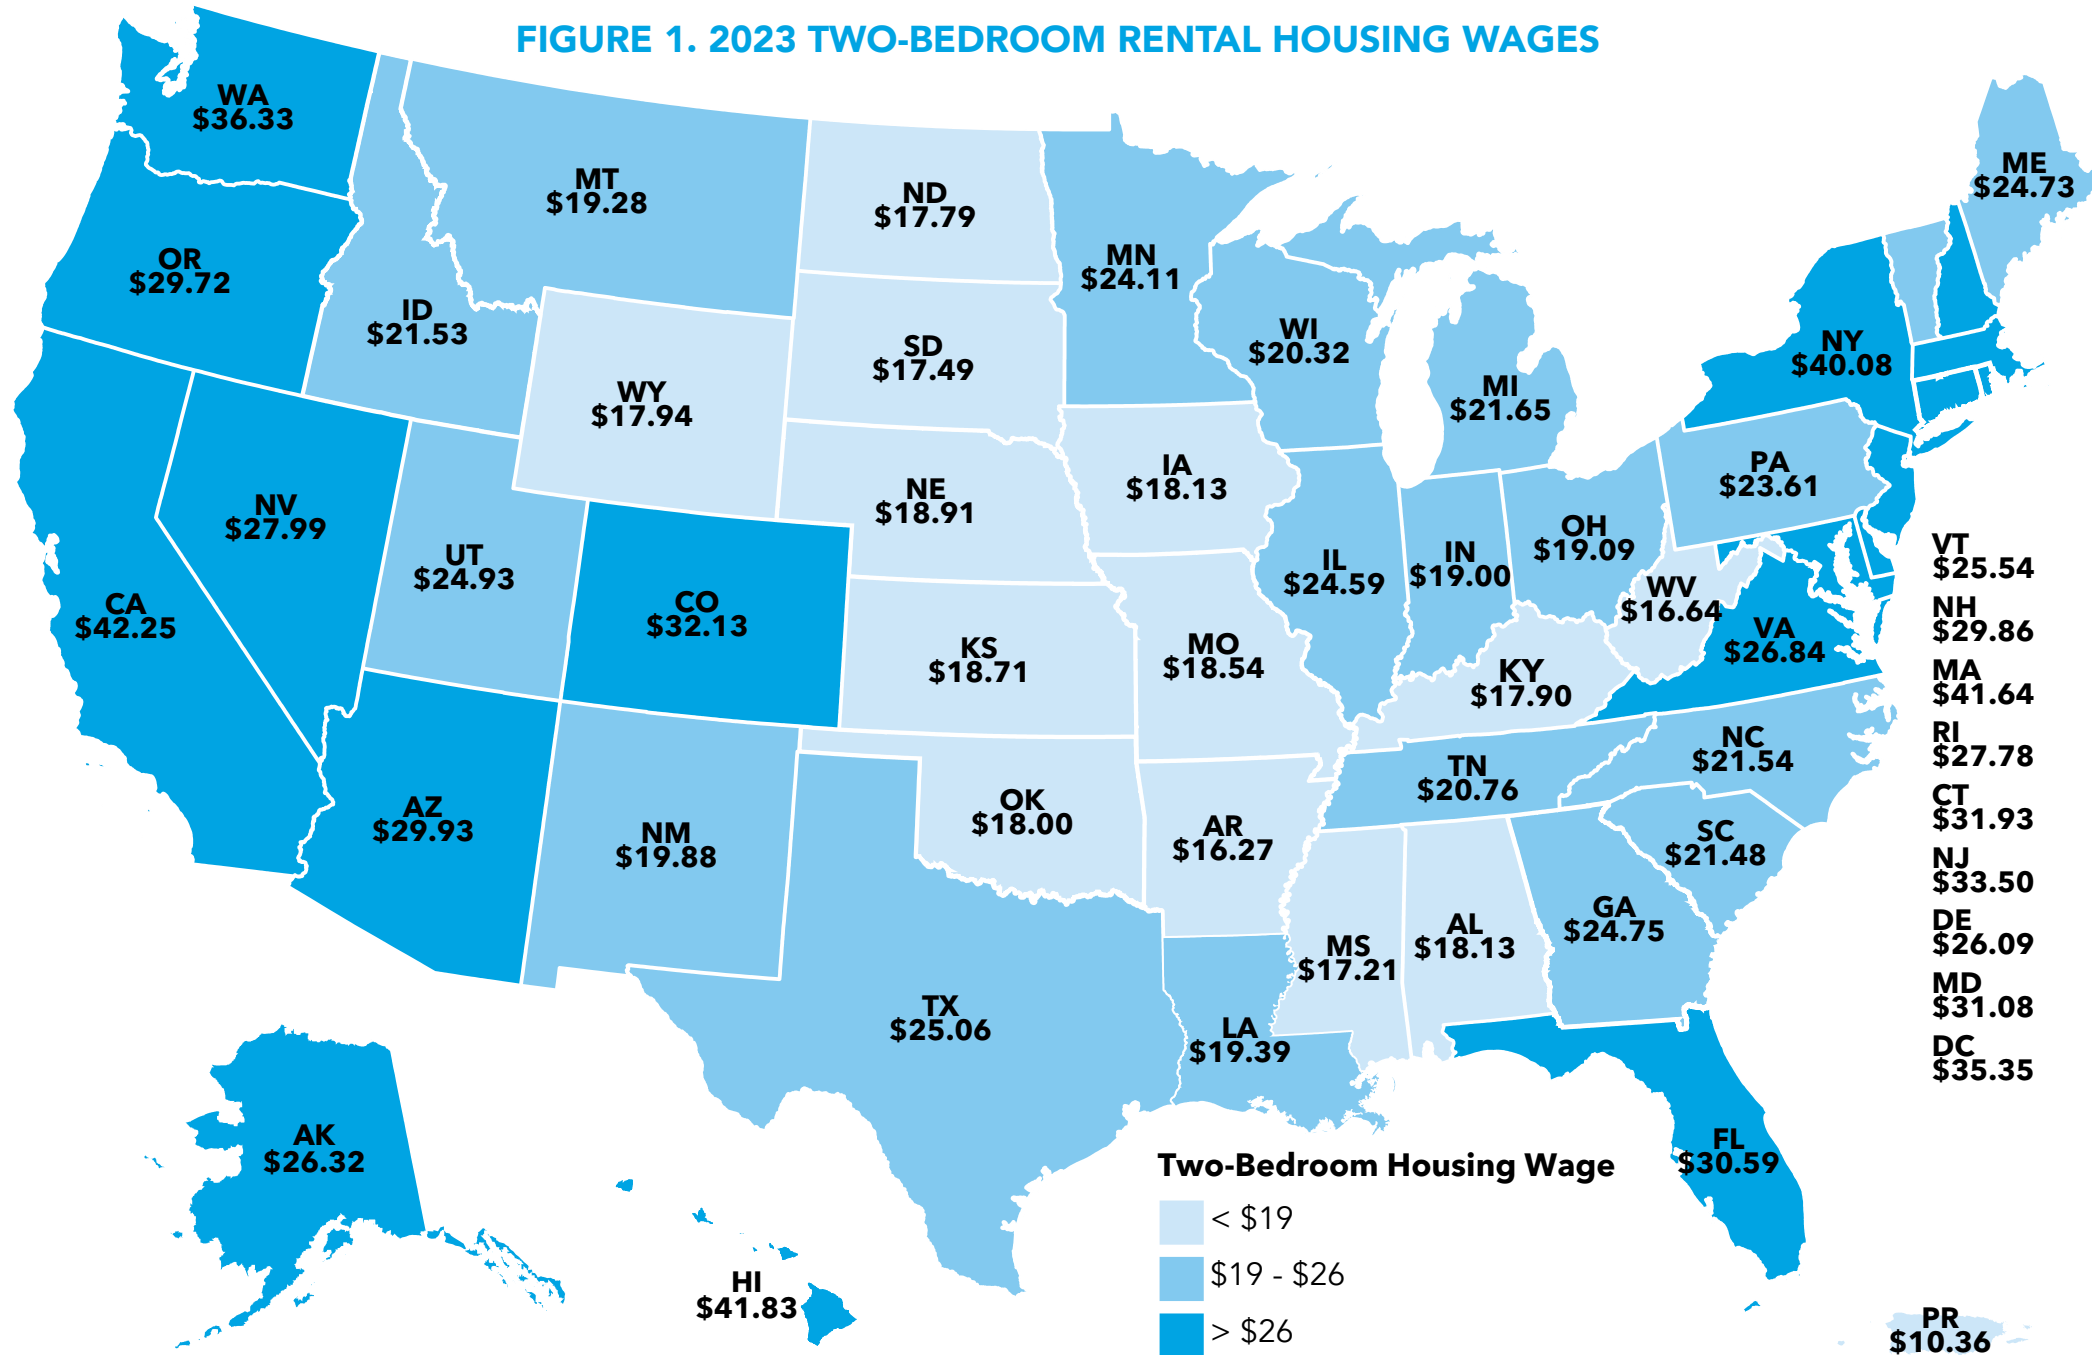 FIGURE 1. 2023 TWO-BEDROOM RENTAL HOUSING WAGES
WA
$36.33
MT
$19.28
ND
$17.79
ME
$24.73
OR
$29.72
MN
$24.11
ID
$21.53
WI
$20.32
NY
$40.08
SD
$17.49
WY
$17.94
MI
$21.65
IA
$18.13
PA
$23.61
NE
$18.91
NV
$27.99
UT
$24.93
OH
$19.09
IL
$24.59
IN
$19.00
WV
$16.64
CA
$42.25
CO
$32.13
VA
$26.84
KS
$18.71
MO
$18.54
KY
$17.90
NC
$21.54
TN
$20.76
AZ
$29.93
NM
$19.88
OK
$18.00
AR
$16.27
SC
$21.48
GA
$24.75
MS
$17.21
AL
$18.13
TX
$25.06
LA
$19.39
AK
$26.32
FL
$30.59
HI
$41.83
PR
$10.36
VT
$25.54
NH
$29.86
MA
$41.64
RI
$27.78
CT
$31.93
NJ
$33.50
DE
$26.09
MD
$31.08
DC
$35.35
Two-Bedroom Housing Wage
< $19
$19 - $26
> $26